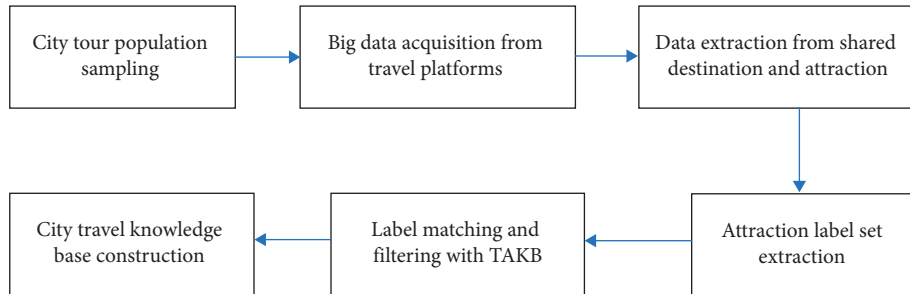 City tour population
sampling
Big data acquisition from
travel platforms
Data extraction from shared
destination and attraction
Attraction label set
extraction
Label matching and
filtering with TAKB
City travel knowledge
base construction